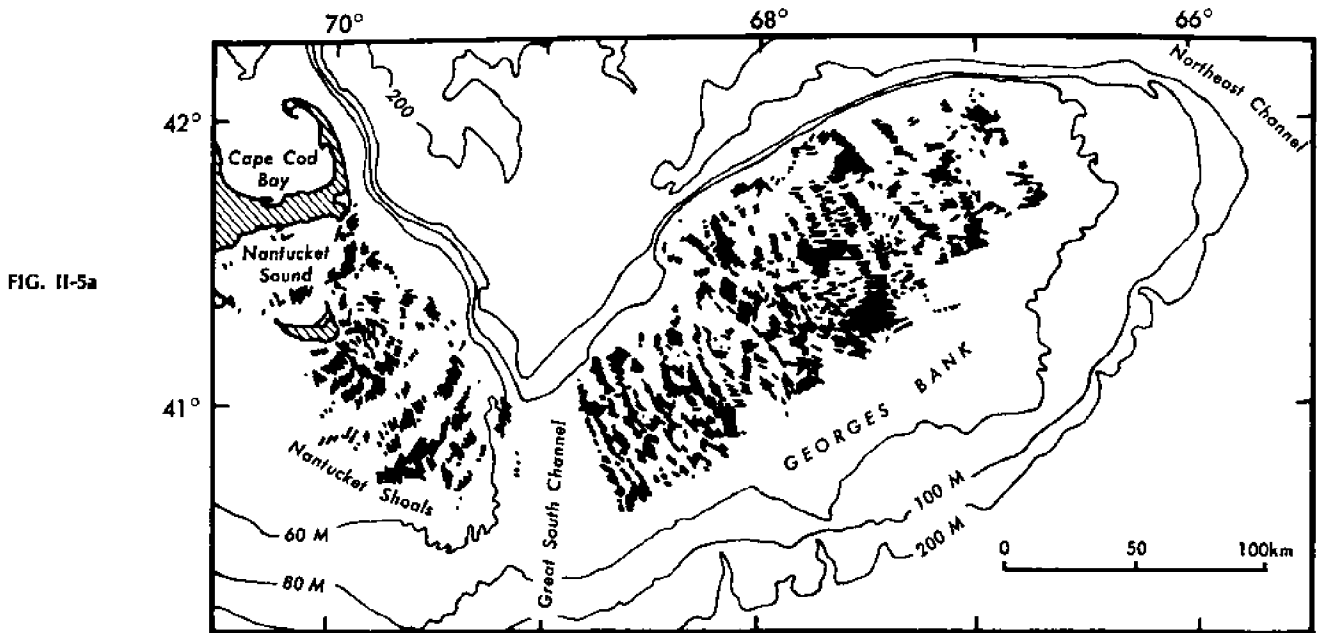 70°
68°
66°
Northeast Channel
200
42°
Cape Cod
Bay
Nantucket
Sound
FIG. II-5a
41°
GEORGES BANK
Nantucket Shoals
Great South Channel
100 M
200 M
60 M
80 M
0 50 100km